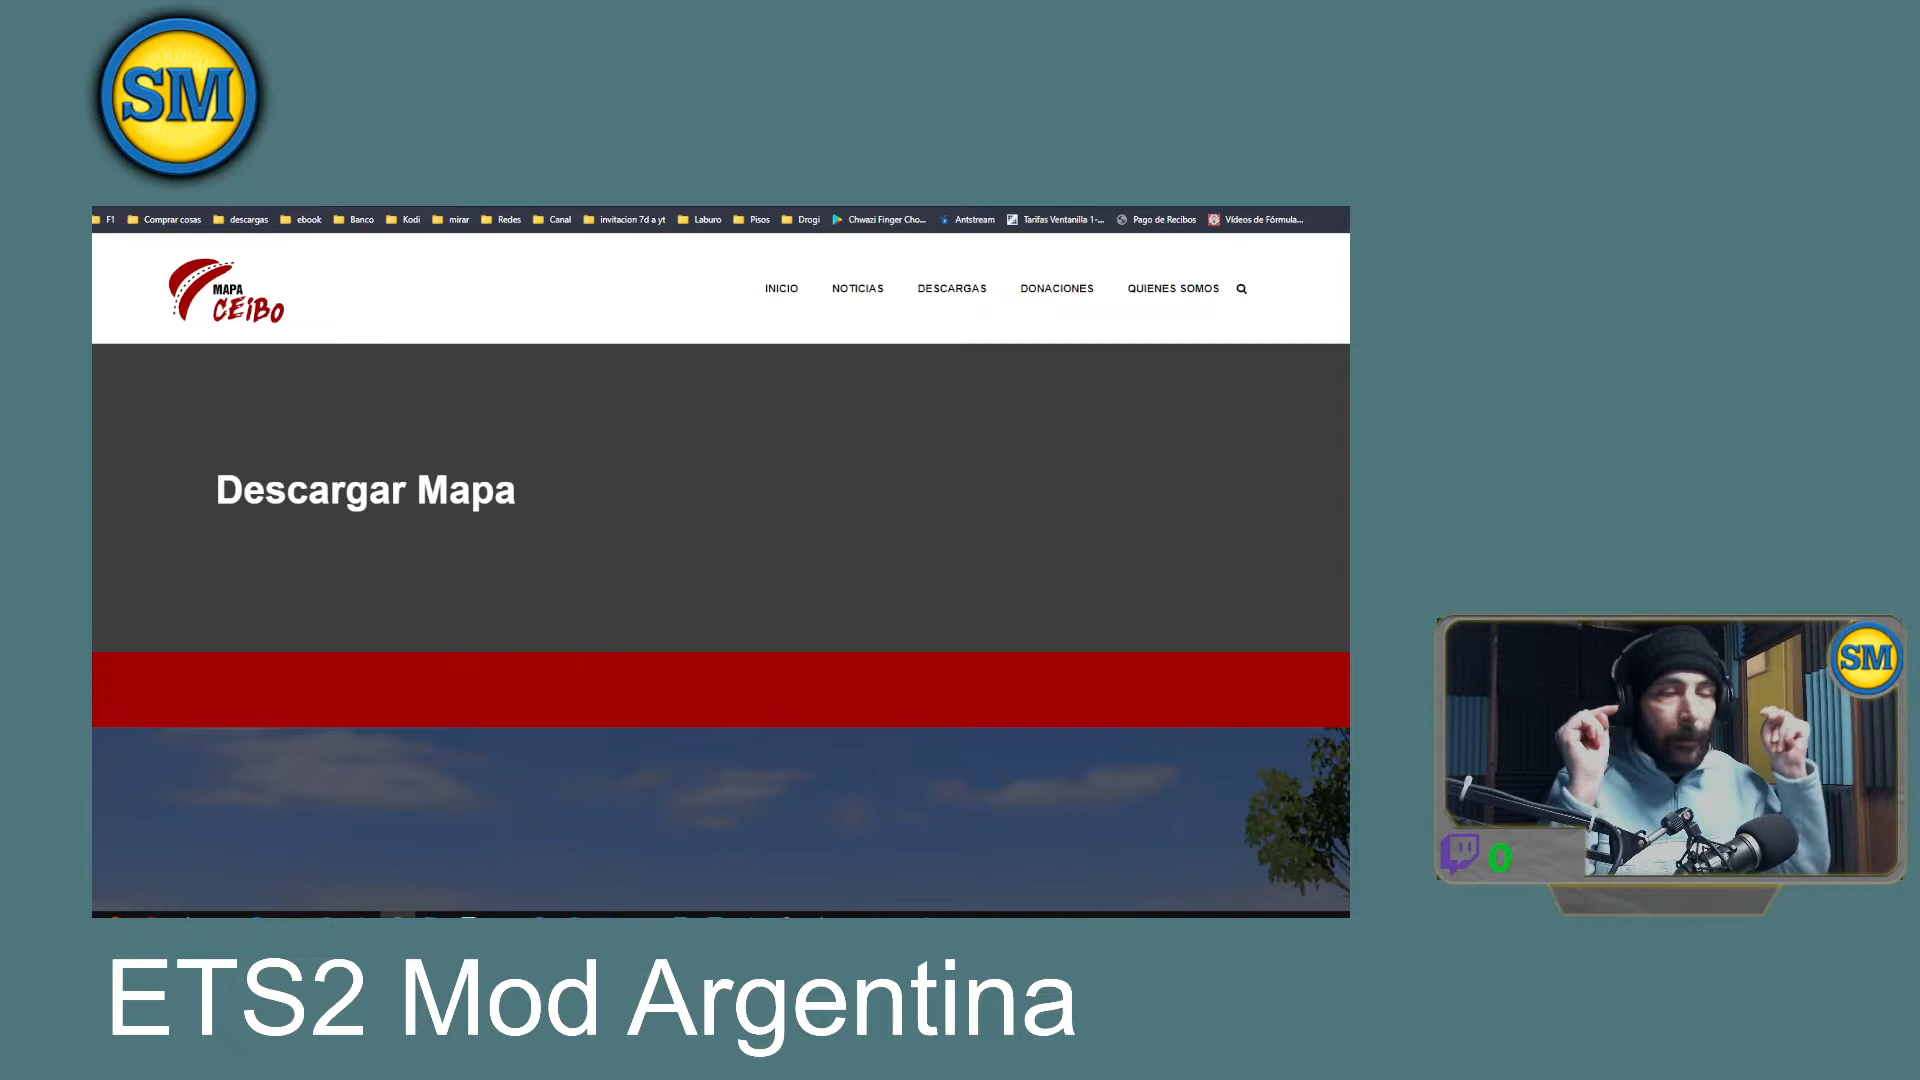 SM
F1 Comprar cosas descargas ebook Banco Kodi mirar Redes Canal invitacion 7d a yt Laburo Pisos Drogi Chwazi Finger Cho... Antstream Tarifas Ventanilla 1-... Pago de Recibos Vídeos de Fórmula...
MAPA
CEIBO
INICIO NOTICIAS DESCARGAS DONACIONES QUIENES SOMOS
Descargar Mapa
SM
0
ETS2 Mod Argentina